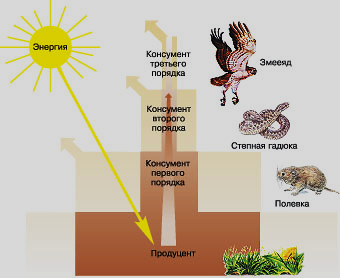 Энергия
Консумент
третьего
порядка
Змееяд
Консумент
второго
порядка
Степная гадюка
Консумент
первого
порядка
Полевка
Продуцент